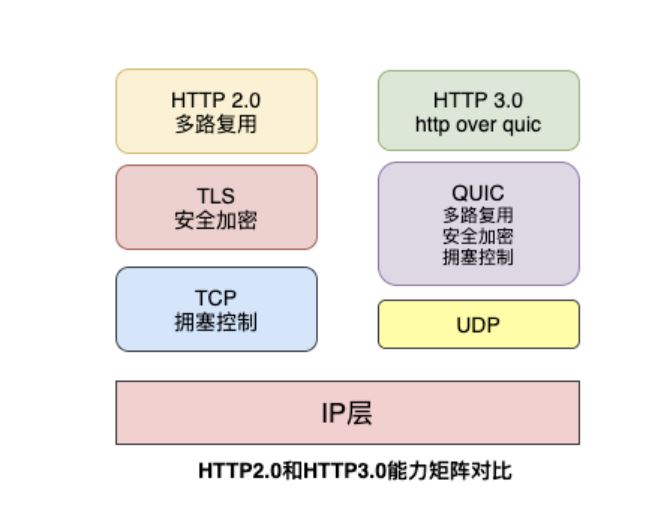 HTTP 2.0
多路复用
HTTP 3.0
http over quic
TLS
安全加密
QUIC
多路复用
安全加密
拥塞控制
TCP
拥塞控制
UDP
IP层
HTTP2.0和HTTP3.0能力矩阵对比